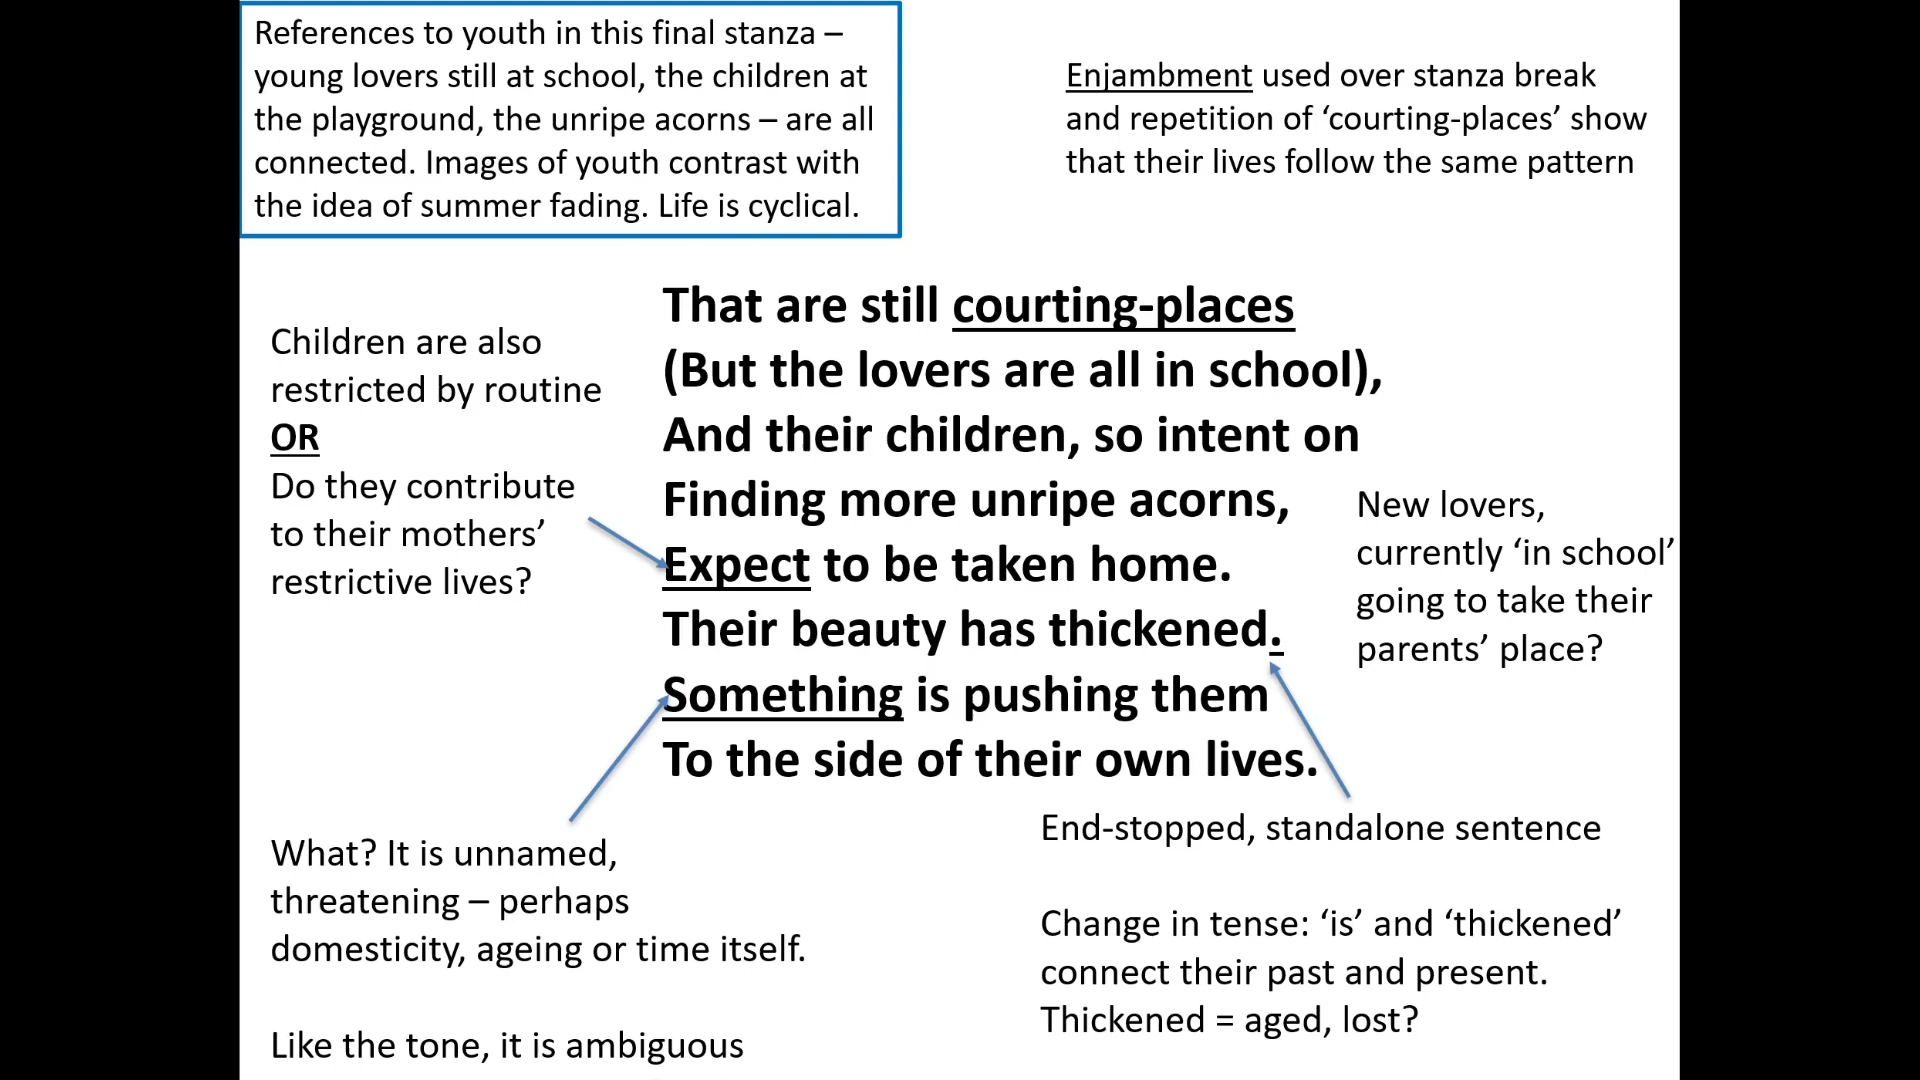 References to youth in this final stanza –
young lovers still at school, the children at
the playground, the unripe acorns – are all
connected. Images of youth contrast with
the idea of summer fading. Life is cyclical.
Enjambment used over stanza break
and repetition of ‘courting-places’ show
that their lives follow the same pattern
Children are also
restricted by routine
OR
Do they contribute
to their mothers’
restrictive lives?
That are still courting-places
(But the lovers are all in school),
And their children, so intent on
Finding more unripe acorns,
Expect to be taken home.
Their beauty has thickened.
Something is pushing them
To the side of their own lives.
New lovers,
currently ‘in school’
going to take their
parents’ place?
What? It is unnamed,
threatening – perhaps
domesticity, ageing or time itself.
Like the tone, it is ambiguous
End-stopped, standalone sentence
Change in tense: ‘is’ and ‘thickened’
connect their past and present.
Thickened = aged, lost?